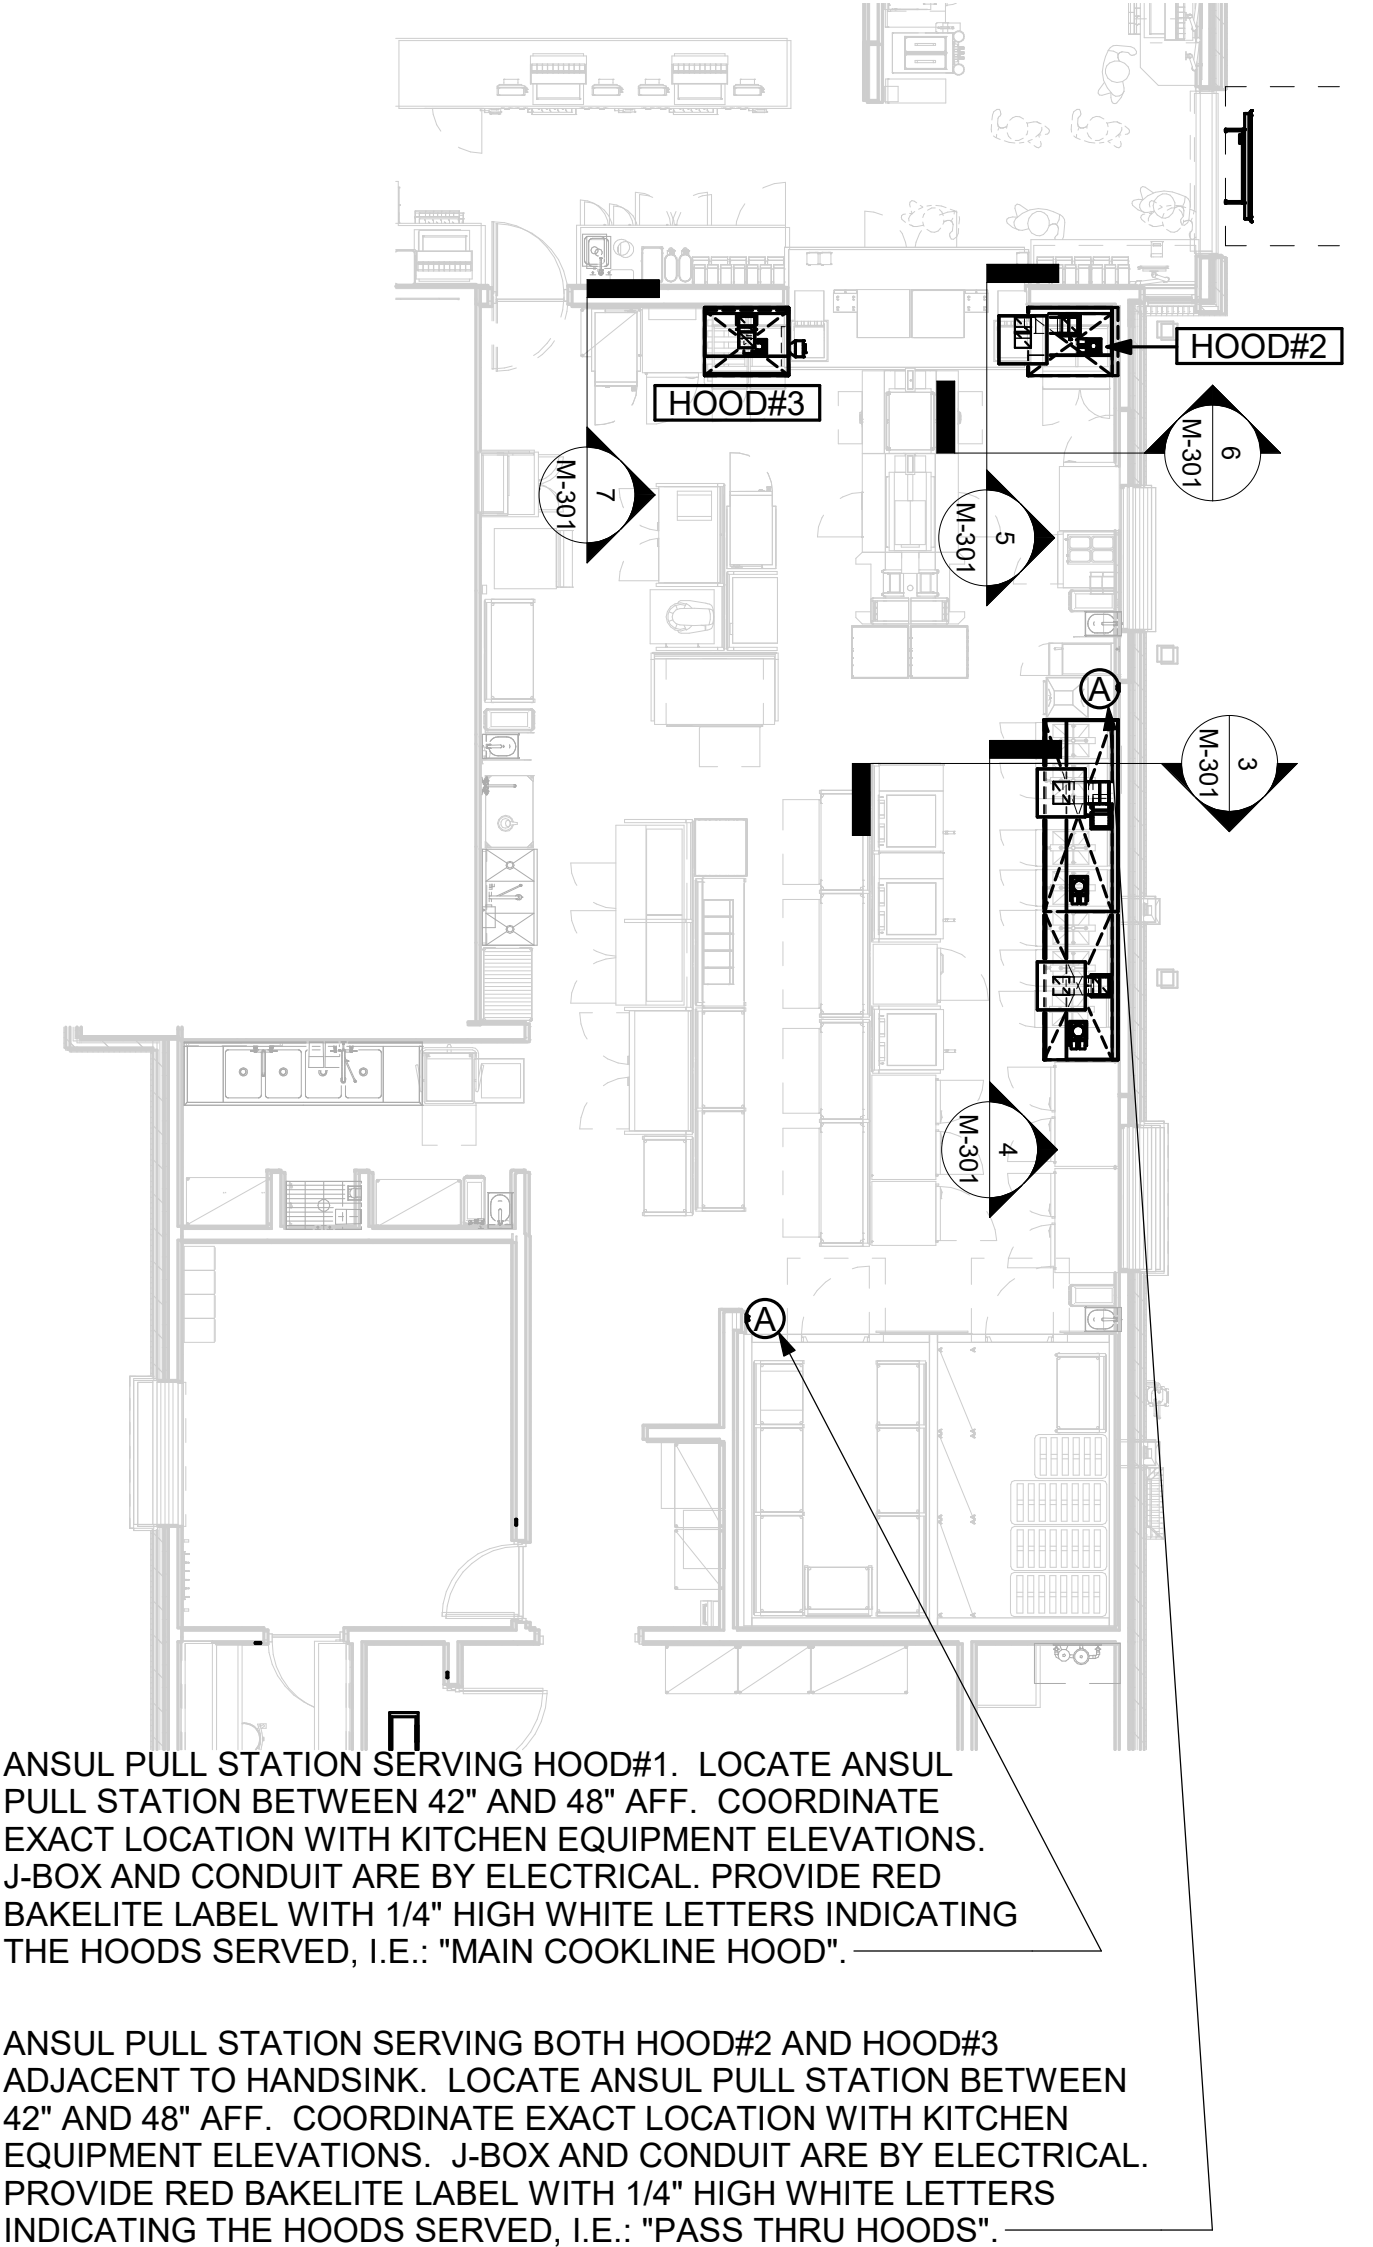 HOOD#2
HOOD#3
6
M-301
7
M-301
5
M-301
A
3
M-301
4
M-301
A
ANSUL PULL STATION SERVING HOOD#1. LOCATE ANSUL
PULL STATION BETWEEN 42" AND 48" AFF. COORDINATE
EXACT LOCATION WITH KITCHEN EQUIPMENT ELEVATIONS.
J-BOX AND CONDUIT ARE BY ELECTRICAL. PROVIDE RED
BAKELITE LABEL WITH 1/4" HIGH WHITE LETTERS INDICATING
THE HOODS SERVED, I.E.: "MAIN COOKLINE HOOD".
ANSUL PULL STATION SERVING BOTH HOOD#2 AND HOOD#3
ADJACENT TO HANDSINK. LOCATE ANSUL PULL STATION BETWEEN
42" AND 48" AFF. COORDINATE EXACT LOCATION WITH KITCHEN
EQUIPMENT ELEVATIONS. J-BOX AND CONDUIT ARE BY ELECTRICAL.
PROVIDE RED BAKELITE LABEL WITH 1/4" HIGH WHITE LETTERS
INDICATING THE HOODS SERVED, I.E.: "PASS THRU HOODS".